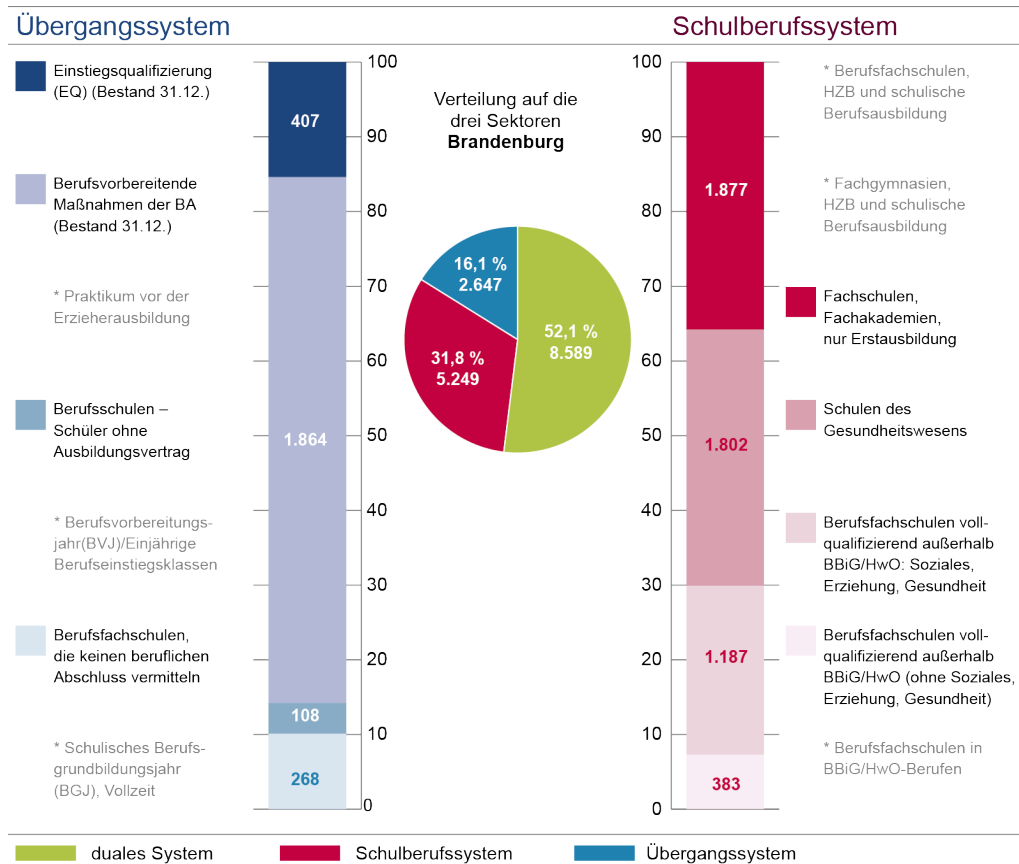 Übergangssystem
Schulberufssystem
Einstiegsqualifizierung
(EQ) (Bestand 31.12.)
Berufsvorbereitende
Maßnahmen der BA
(Bestand 31.12.)
* Praktikum vor der
Erzieherausbildung
Berufsschulen –
Schüler ohne
Ausbildungsvertrag
* Berufsvorbereitungs-
jahr(BVJ)/Einjährige
Berufseinstiegsklassen
Berufsfachschulen,
die keinen beruflichen
Abschluss vermitteln
* Schulisches Berufs-
grundbildungsjahr
(BGJ), Vollzeit
407
1.864
108
268
100
90
80
70
60
50
40
30
20
10
0
Verteilung auf die
drei Sektoren
Brandenburg
16,1 %
2.647
52,1 %
8.589
31,8 %
5.249
100
90
80
70
60
50
40
30
20
10
0
1.877
1.802
1.187
383
* Berufsfachschulen,
HZB und schulische
Berufsausbildung
* Fachgymnasien,
HZB und schulische
Berufsausbildung
Fachschulen,
Fachakademien,
nur Erstausbildung
Schulen des
Gesundheitswesens
Berufsfachschulen voll-
qualifizierend außerhalb
BBiG/HwO: Soziales,
Erziehung, Gesundheit
Berufsfachschulen voll-
qualifizierend außerhalb
BBiG/HwO (ohne Soziales,
Erziehung, Gesundheit)
* Berufsfachschulen in
BBiG/HwO-Berufen
duales System
Schulberufssystem
Übergangssystem